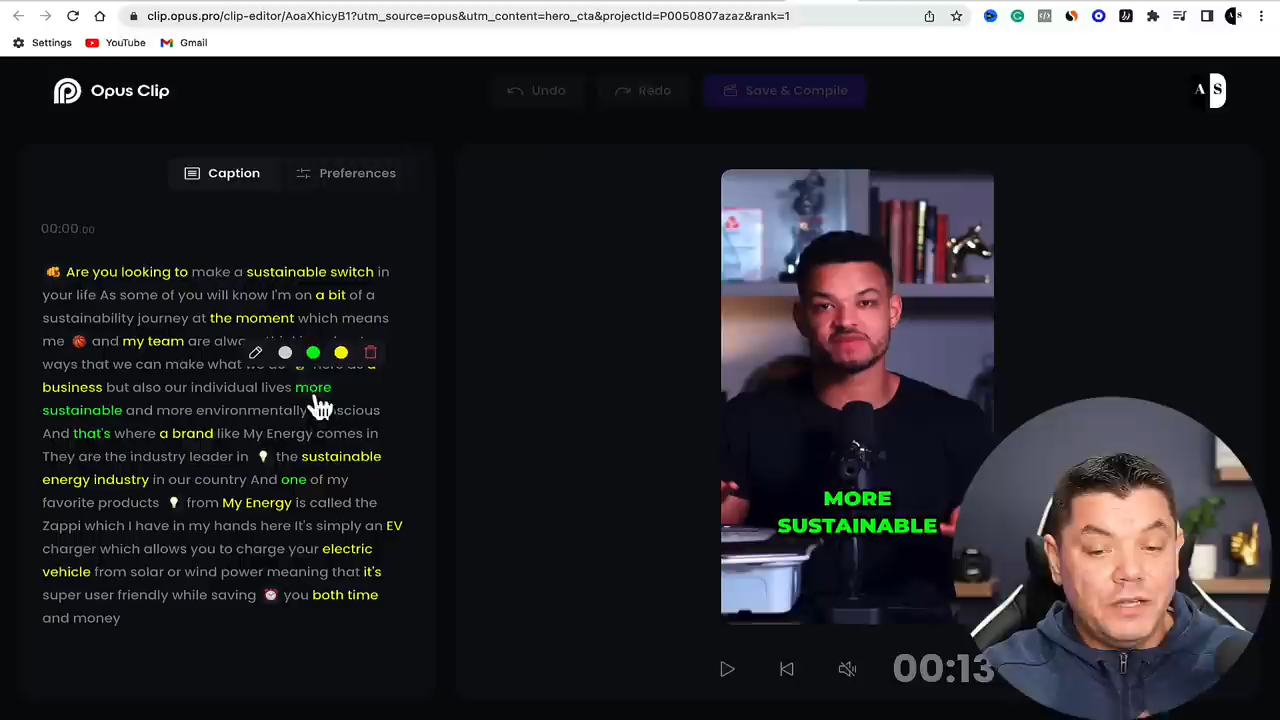 clip.opus.pro/clip-editor/AoaXhicyB1?utm_source=opus&utm_content=hero_cta&projectId=P0050807azaz&rank=1
Settings YouTube Gmail
Opus Clip Undo Redo Save & Compile A S
Caption Preferences
00:00.00
Are you looking to make a sustainable switch in
your life As some of you will know I'm on a bit of a
sustainability journey at the moment which means
me and my team are
ways that we can make what here as a
business but also our individual lives more
sustainable and more environmentally
And that's where a brand like My Energy comes in
They are the industry leader in the sustainable
energy industry in our country And one of my
favorite products from My Energy is called the
Zappi which I have in my hands here It's simply an EV
charger which allows you to charge your electric
vehicle from solar or wind power meaning that it's
super user friendly while saving you both time
and money
MORE
SUSTAINABLE
00:13